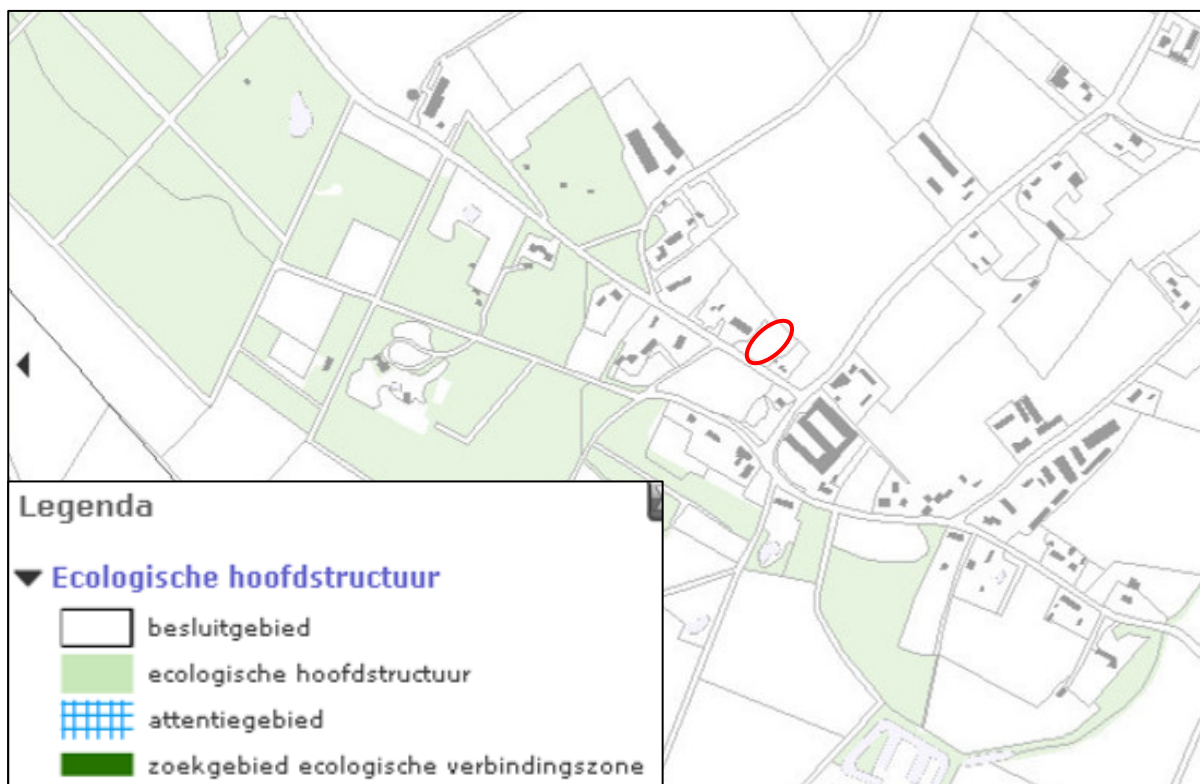 Legenda
Ecologische hoofdstructuur
besluitgebied
ecologische hoofdstructuur
attentiegebied
zoekgebied ecologische verbindingszone